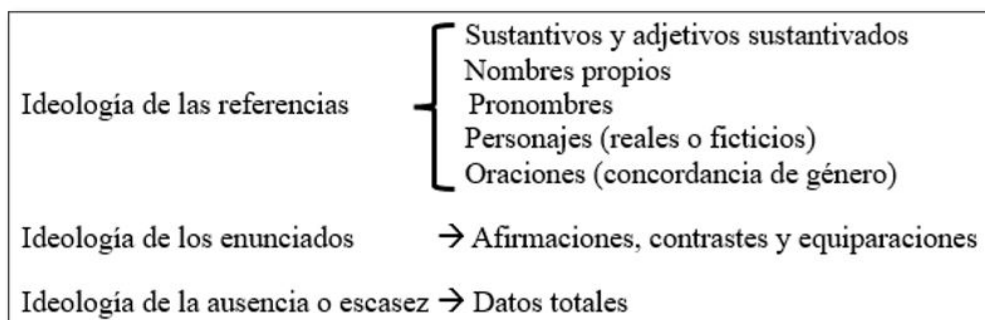 Sustantivos y adjetivos sustantivados
Nombres propios
Ideología de las referencias Pronombres
Personajes (reales o ficticios)
Oraciones (concordancia de género)
Ideología de los enunciados → Afirmaciones, contrastes y equiparaciones
Ideología de la ausencia o escasez → Datos totales